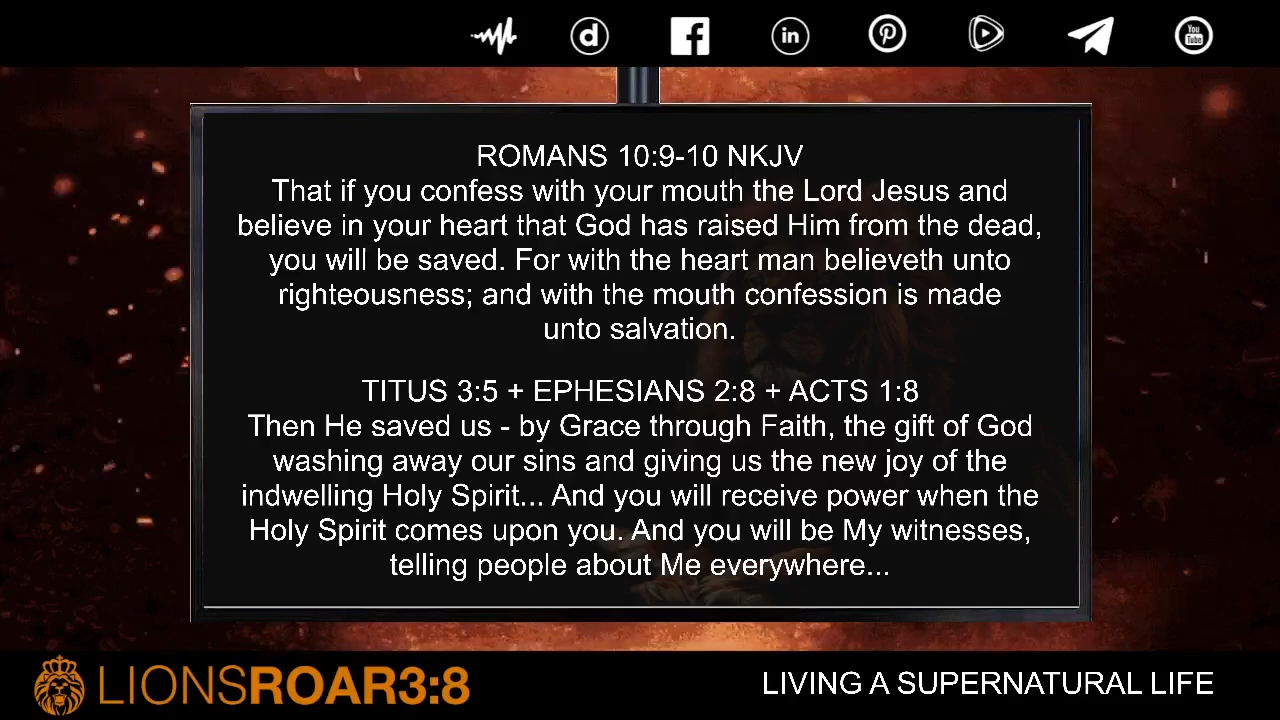 d
f
in
You
Tube
ROMANS 10:9-10 NKJV
That if you confess with your mouth the Lord Jesus and
believe in your heart that God has raised Him from the dead,
you will be saved. For with the heart man believeth unto
righteousness; and with the mouth confession is made
unto salvation.
TITUS 3:5 + EPHESIANS 2:8 + ACTS 1:8
Then He saved us - by Grace through Faith, the gift of God
washing away our sins and giving us the new joy of the
indwelling Holy Spirit... And you will receive power when the
Holy Spirit comes upon you. And you will be My witnesses,
telling people about Me everywhere...
LIONSROAR3:8
LIVING A SUPERNATURAL LIFE